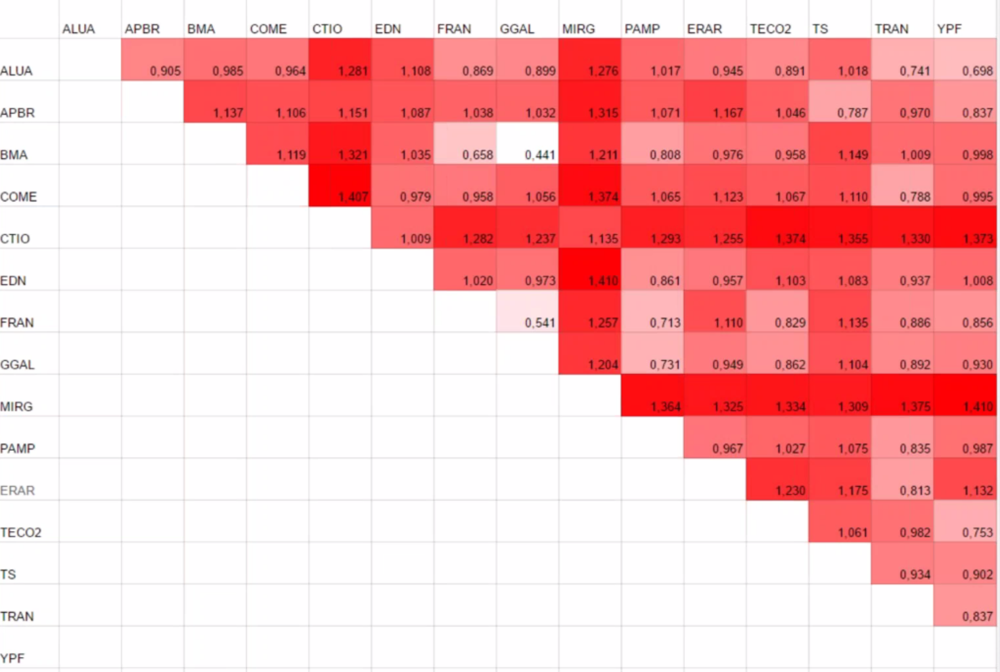 ALUA APBR BMA COME CTIO EDN FRAN GGAL MIRG PAMP ERAR TECO2 TS TRAN YPF
ALUA 0,905 0,985 0,964 1,281 1,108 0,869 0,899 1,276 1,017 0,945 0,891 1,018 0,741 0,698
APBR 1,137 1,106 1,151 1,087 1,038 1,032 1,315 1,071 1,167 1,046 0,787 0,970 0,837
BMA 1,119 1,321 1,035 0,658 0,441 1,211 0,808 0,976 0,958 1,149 1,009 0,998
COME 1,407 0,979 0,958 1,056 1,374 1,065 1,123 1,067 1,110 0,788 0,995
CTIO 1,009 1,282 1,237 1,135 1,293 1,255 1,374 1,355 1,330 1,373
EDN 1,020 0,973 1,410 0,861 0,957 1,103 1,083 0,937 1,008
FRAN 0,541 1,257 0,713 1,110 0,829 1,135 0,886 0,856
GGAL 1,204 0,731 0,949 0,862 1,104 0,892 0,930
MIRG 1,364 1,325 1,334 1,309 1,375 1,410
PAMP 0,967 1,027 1,075 0,835 0,987
ERAR 1,230 1,175 0,813 1,132
TECO2 1,061 0,982 0,753
TS 0,934 0,902
TRAN 0,837
YPF